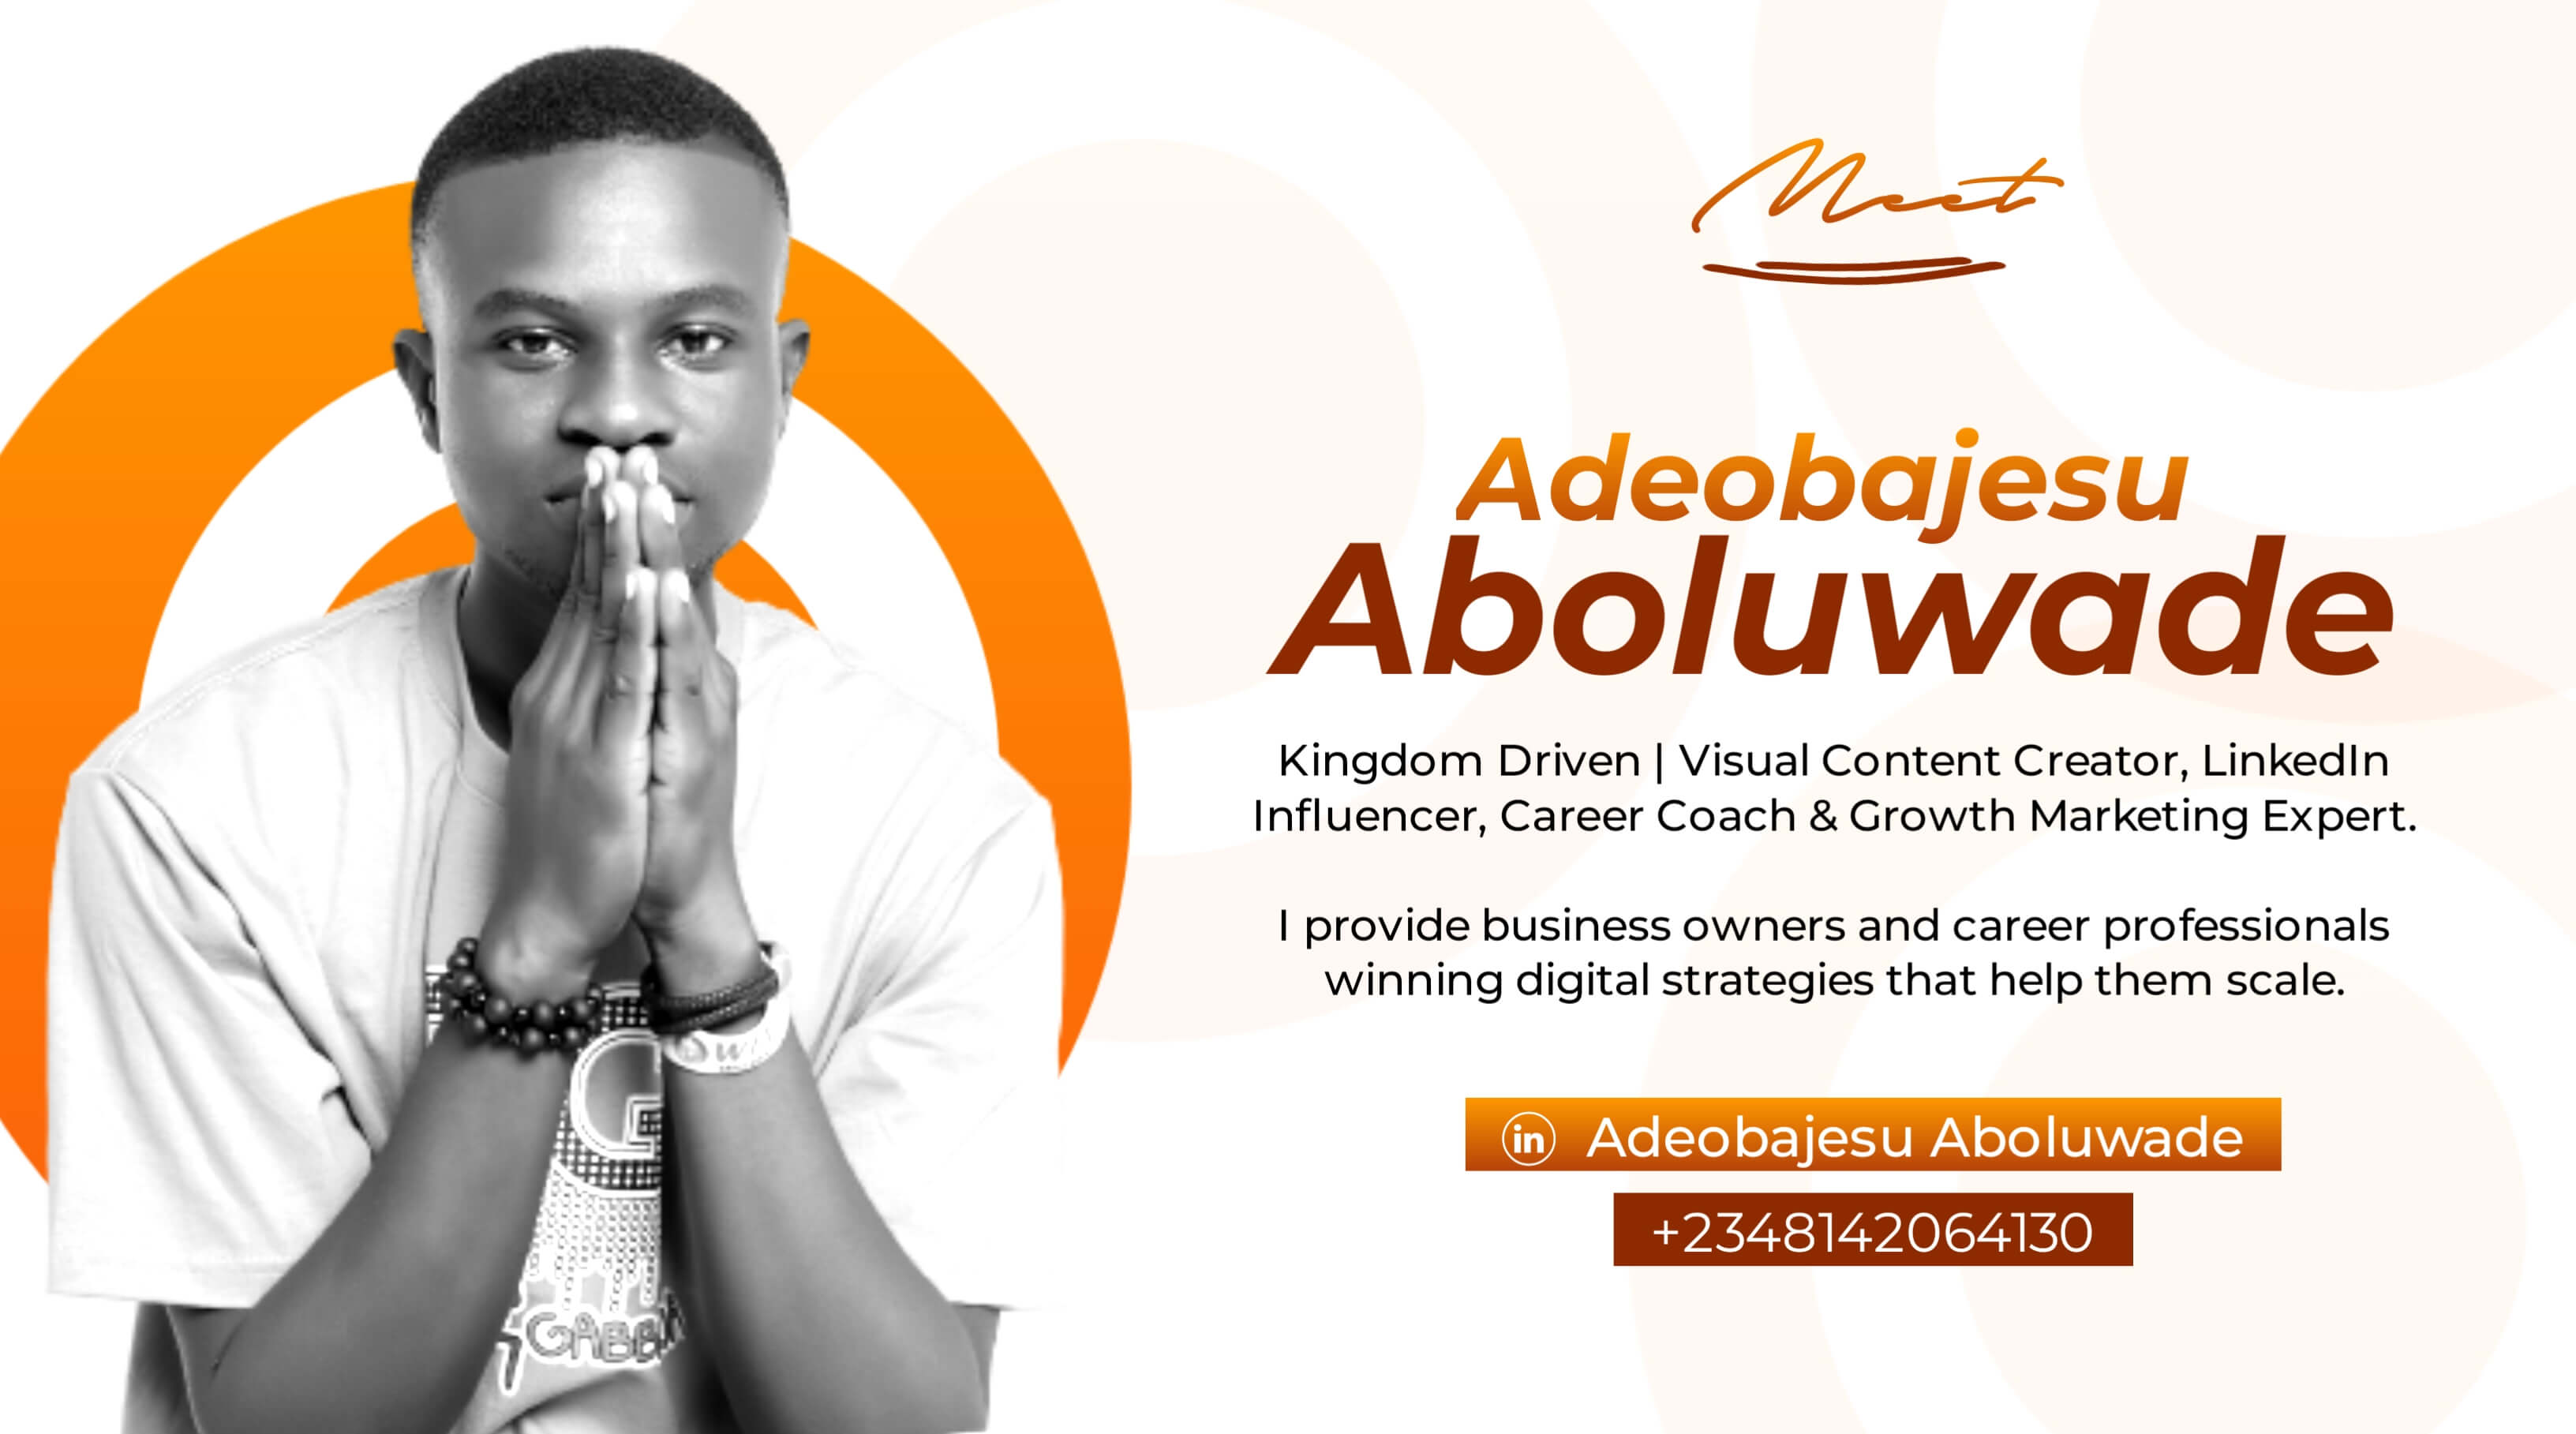 Meet
Adeobajesu
Aboluwade
Kingdom Driven | Visual Content Creator, LinkedIn
Influencer, Career Coach & Growth Marketing Expert.
I provide business owners and career professionals
winning digital strategies that help them scale.
in Adeobajesu Aboluwade
+2348142064130
G